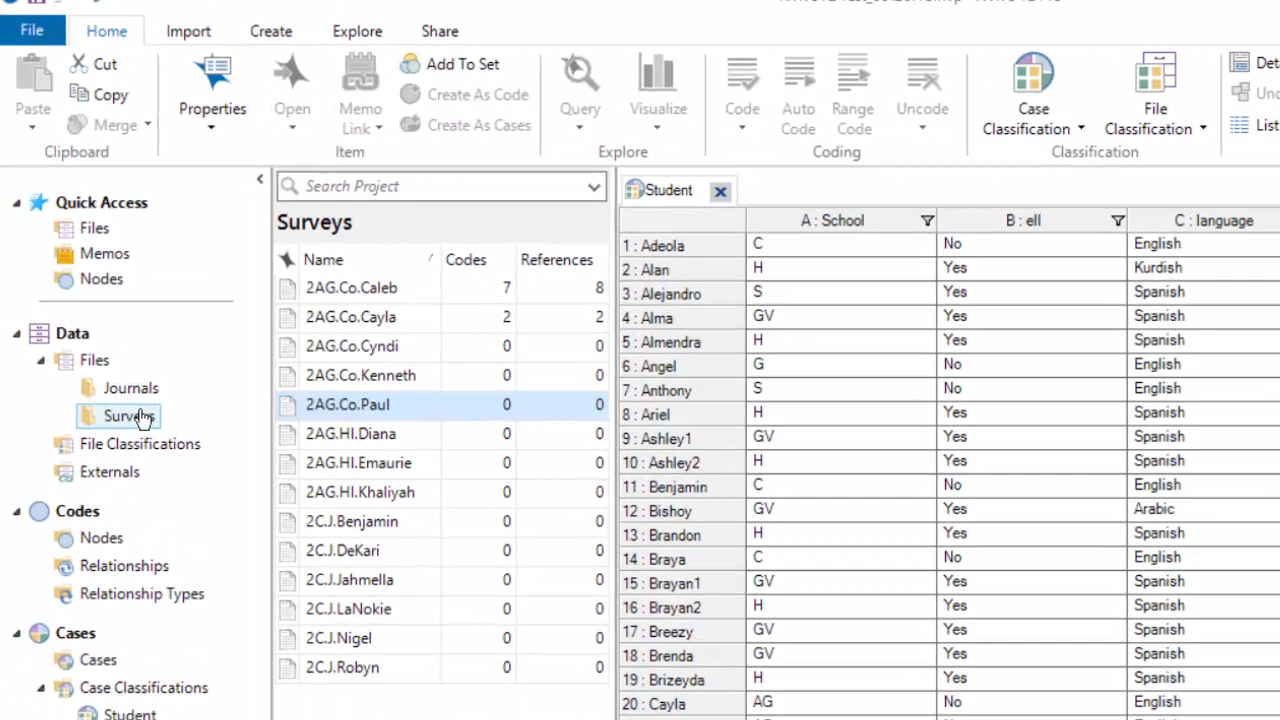 File Home Import Create Explore Share
Paste Cut Copy Merge Properties Open Memo Link Add To Set Create As Code Create As Cases Query Visualize Code Auto Code Range Code Uncode Case Classification File Classification
Clipboard Item Explore Coding Classification
Quick Access
Files
Memos
Nodes
Data
Files
Journals
Surveys
File Classifications
Externals
Codes
Nodes
Relationships
Relationship Types
Cases
Cases
Case Classifications
Student
Search Project
Surveys
Name Codes References
2AG.Co.Caleb 7 8
2AG.Co.Cayla 2 2
2AG.Co.Cyndi 0 0
2AG.Co.Kenneth 0 0
2AG.Co.Paul 0 0
2AG.HI.Diana 0 0
2AG.HI.Emaurie 0 0
2AG.HI.Khaliyah 0 0
2C.J.Benjamin 0 0
2C.J.DeKari 0 0
2C.J.Jahmella 0 0
2C.J.LaNokie 0 0
2C.J.Nigel 0 0
2C.J.Robyn 0 0
Student
A : School B : ell C : language
1 : Adeola C No English
2 : Alan H Yes Kurdish
3 : Alejandro S Yes Spanish
4 : Alma GV Yes Spanish
5 : Almendra H Yes Spanish
6 : Angel G No English
7 : Anthony S No English
8 : Ariel H Yes Spanish
9 : Ashley1 GV Yes Spanish
10 : Ashley2 H Yes Spanish
11 : Benjamin C No English
12 : Bishoy GV Yes Arabic
13 : Brandon H Yes Spanish
14 : Braya C No English
15 : Brayan1 GV Yes Spanish
16 : Brayan2 H Yes Spanish
17 : Breezy GV Yes Spanish
18 : Brenda GV Yes Spanish
19 : Brizeyda H Yes Spanish
20 : Cayla AG No English